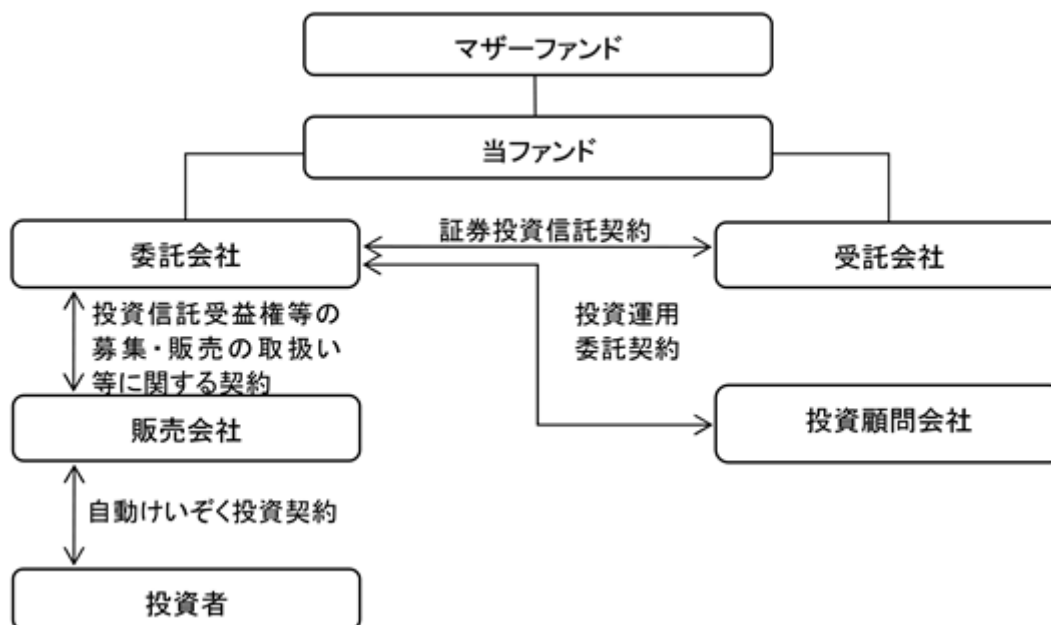 マザーファンド
当ファンド
証券投資信託契約
委託会社
受託会社
投資信託受益権等の
募集・販売の取扱い
等に関する契約
投資運用
委託契約
販売会社
投資顧問会社
自動けいぞく投資契約
投資者